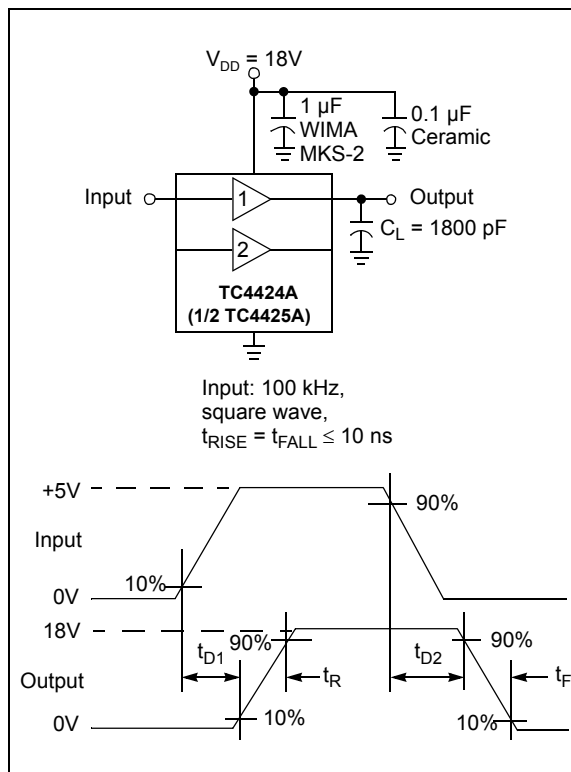 V_DD = 18V
1 µF
WIMA
MKS-2
0.1 µF
Ceramic
Input
1
Output
C_L = 1800 pF
2
TC4424A
(1/2 TC4425A)
Input: 100 kHz,
square wave,
t_RISE = t_FALL ≤ 10 ns
+5V
90%
Input
10%
0V
18V
90%
90%
t_D1
t_R
t_D2
t_F
Output
10%
10%
0V